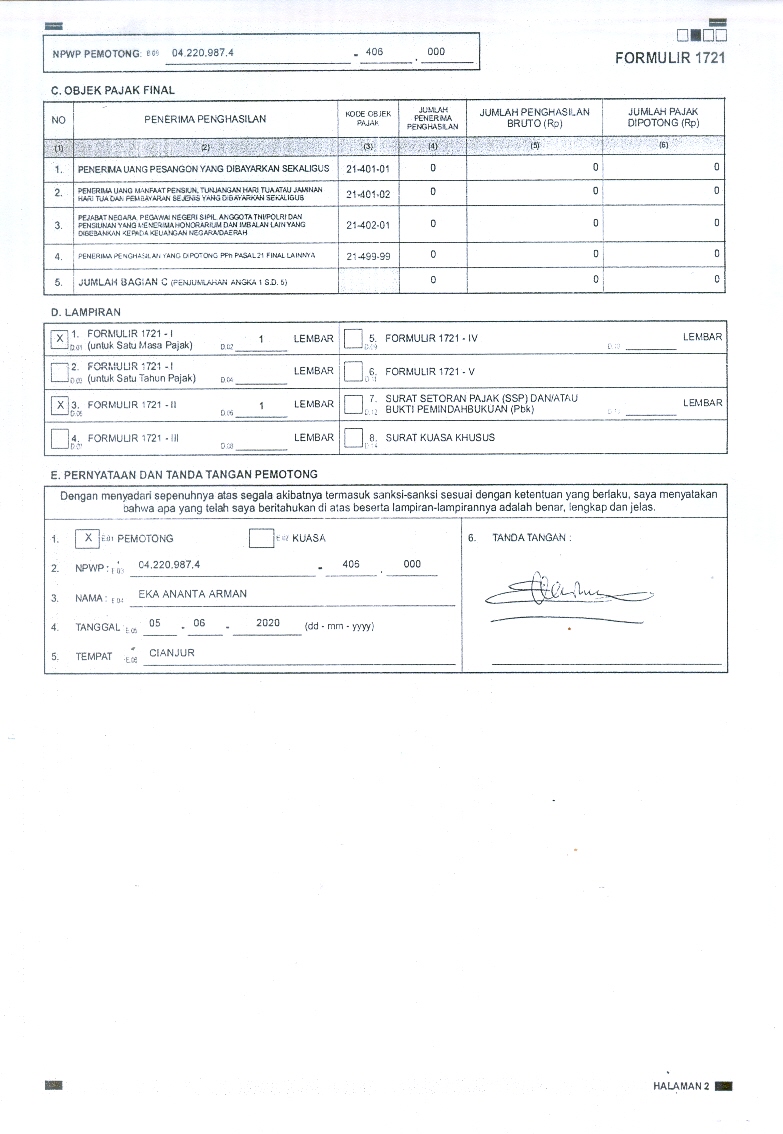 NPWP PEMOTONG: 04.220.987.4 - 406 . 000
FORMULIR 1721
C. OBJEK PAJAK FINAL
NO PENERIMA PENGHASILAN KODE OBJEK PAJAK JUMLAH PENERIMA PENGHASILAN JUMLAH PENGHASILAN BRUTO (Rp) JUMLAH PAJAK DIPOTONG (Rp)
(1) (2) (3) (4) (5) (6)
1. PENERIMA UANG PESANGON YANG DIBAYARKAN SEKALIGUS 21-401-01 0 0 0
2. PENERIMA UANG MANFAAT PENSIUN, TUNJANGAN HARI TUA ATAU JAMINAN HARI TUA DAN PEMBAYARAN SEJENIS YANG DIBAYARKAN SEKALIGUS 21-401-02 0 0 0
3. PEJABAT NEGARA, PEGAWAI NEGERI SIPIL, ANGGOTA TNI/POLRI DAN PENSIUNAN YANG MENERIMA HONORARIUM DAN IMBALAN LAIN YANG DIBEBANKAN KEPADA KEUANGAN NEGARA/DAERAH 21-402-01 0 0 0
4. PENERIMA PENGHASILAN YANG DIPOTONG PPh PASAL 21 FINAL LAINNYA 21-499-99 0 0 0
5. JUMLAH BAGIAN C (PENJUMLAHAN ANGKA 1 S.D. 5) 0 0 0
D. LAMPIRAN
X D.01 1. FORMULIR 1721 - I (untuk Satu Masa Pajak) D.02 1 LEMBAR
D.03 2. FORMULIR 1721 - I (untuk Satu Tahun Pajak) D.04 LEMBAR
X D.05 3. FORMULIR 1721 - II D.06 1 LEMBAR
D.07 4. FORMULIR 1721 - III D.08 LEMBAR
D.09 5. FORMULIR 1721 - IV LEMBAR
D.11 6. FORMULIR 1721 - V
D.12 7. SURAT SETORAN PAJAK (SSP) DAN/ATAU BUKTI PEMINDAHBUKUAN (Pbk) LEMBAR
D.14 8. SURAT KUASA KHUSUS
E. PERNYATAAN DAN TANDA TANGAN PEMOTONG
Dengan menyadari sepenuhnya atas segala akibatnya termasuk sanksi-sanksi sesuai dengan ketentuan yang berlaku, saya menyatakan
bahwa apa yang telah saya beritahukan di atas beserta lampiran-lampirannya adalah benar, lengkap dan jelas.
1. X E.01 PEMOTONG E.02 KUASA
2. NPWP : E.03 04.220.987.4 - 406 . 000
3. NAMA : E.04 EKA ANANTA ARMAN
4. TANGGAL : E.05 05 - 06 - 2020 (dd - mm - yyyy)
5. TEMPAT : E.06 CIANJUR
6. TANDA TANGAN :
HALAMAN 2